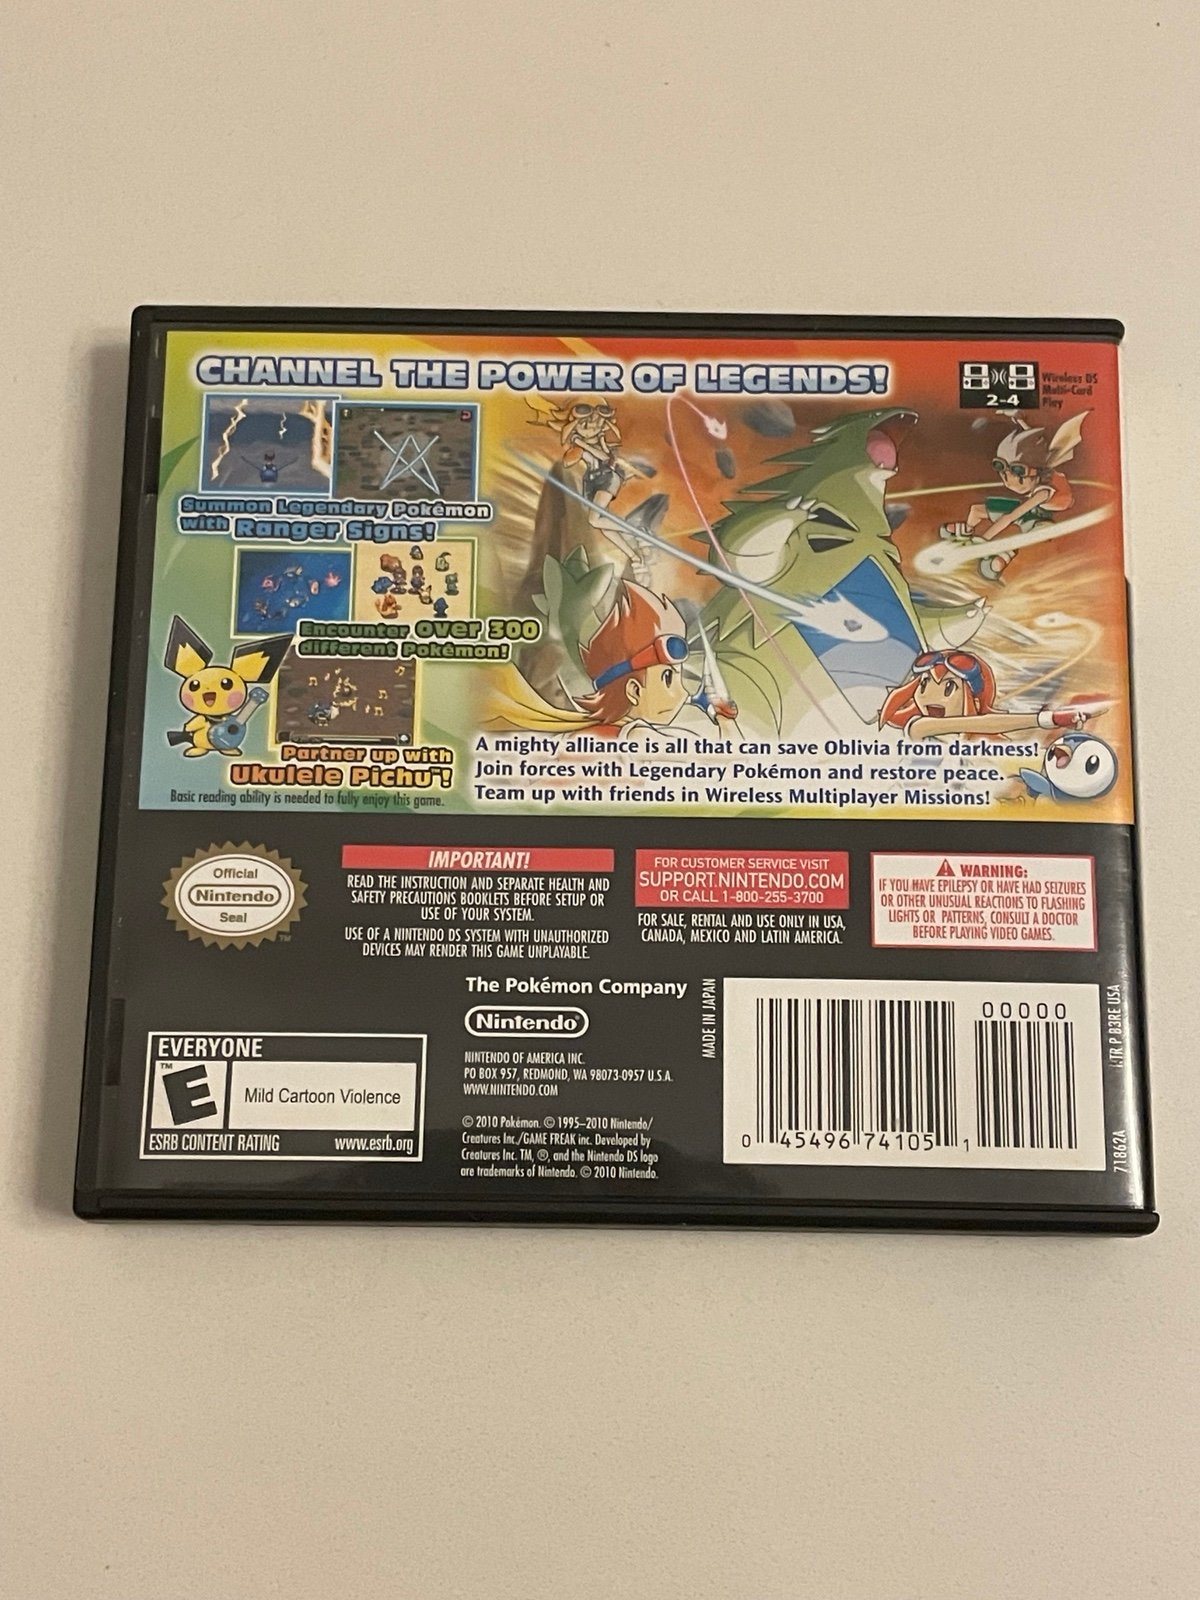 CHANNEL THE POWER OF LEGENDS!
2-4
Wireless DS
Multi-Card
Play
Summon Legendary Pokémon
with Ranger Signs!
Encounter over 300
different Pokémon!
Partner up with
Ukulele Pichu™!
Basic reading ability is needed to fully enjoy this game.
A mighty alliance is all that can save Oblivia from darkness!
Join forces with Legendary Pokémon and restore peace.
Team up with friends in Wireless Multiplayer Missions!
Official
Nintendo
Seal
TM
IMPORTANT!
READ THE INSTRUCTION AND SEPARATE HEALTH AND
SAFETY PRECAUTIONS BOOKLETS BEFORE SETUP OR
USE OF YOUR SYSTEM.
USE OF A NINTENDO DS SYSTEM WITH UNAUTHORIZED
DEVICES MAY RENDER THIS GAME UNPLAYABLE.
FOR CUSTOMER SERVICE VISIT
SUPPORT.NINTENDO.COM
OR CALL 1-800-255-3700
FOR SALE, RENTAL AND USE ONLY IN USA,
CANADA, MEXICO AND LATIN AMERICA.
WARNING:
IF YOU HAVE EPILEPSY OR HAVE HAD SEIZURES
OR OTHER UNUSUAL REACTIONS TO FLASHING
LIGHTS OR PATTERNS, CONSULT A DOCTOR
BEFORE PLAYING VIDEO GAMES.
The Pokémon Company
Nintendo®
NINTENDO OF AMERICA INC.
PO BOX 957, REDMOND, WA 98073-0957 U.S.A.
WWW.NINTENDO.COM
© 2010 Pokémon. © 1995–2010 Nintendo/
Creatures Inc./GAME FREAK inc. Developed by
Creatures Inc. TM, ®, and the Nintendo DS logo
are trademarks of Nintendo. © 2010 Nintendo.
EVERYONE
™
E
Mild Cartoon Violence
ESRB CONTENT RATING www.esrb.org
MADE IN JAPAN
00000
0 45496 74105 1
P B3RE USA
71862A